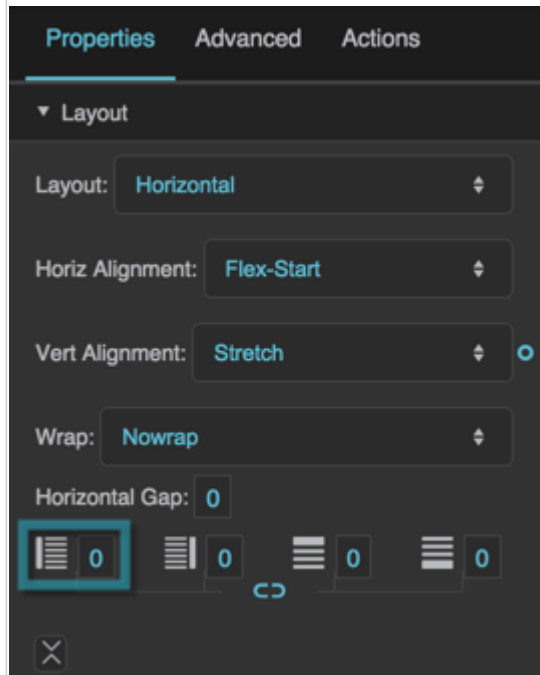 Properties Advanced Actions
Layout
Layout: Horizontal
Horiz Alignment: Flex-Start
Vert Alignment: Stretch
Wrap: Nowrap
Horizontal Gap: 0
0 0 0 0